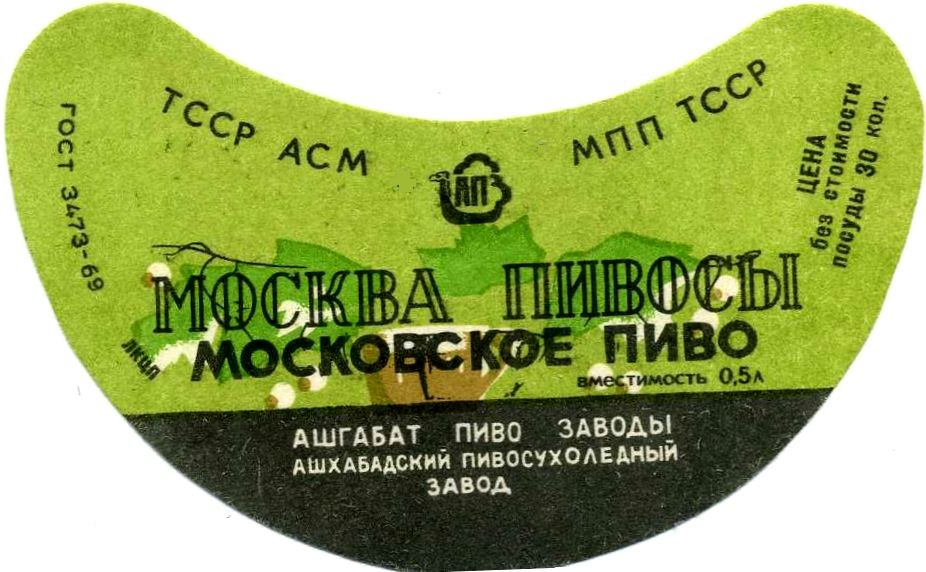 ТССР АСМ
МПП ТССР
ГОСТ 3473-69
ЦЕНА
без стоимости
посуды 30 коп.
АП
МОСКВА ПИВОСЫ
МОСКОВСКОЕ ПИВО
вместимость 0,5л
АШГАБАТ ПИВО ЗАВОДЫ
АШХАБАДСКИЙ ПИВОСУХОЛЕДНЫЙ
ЗАВОД